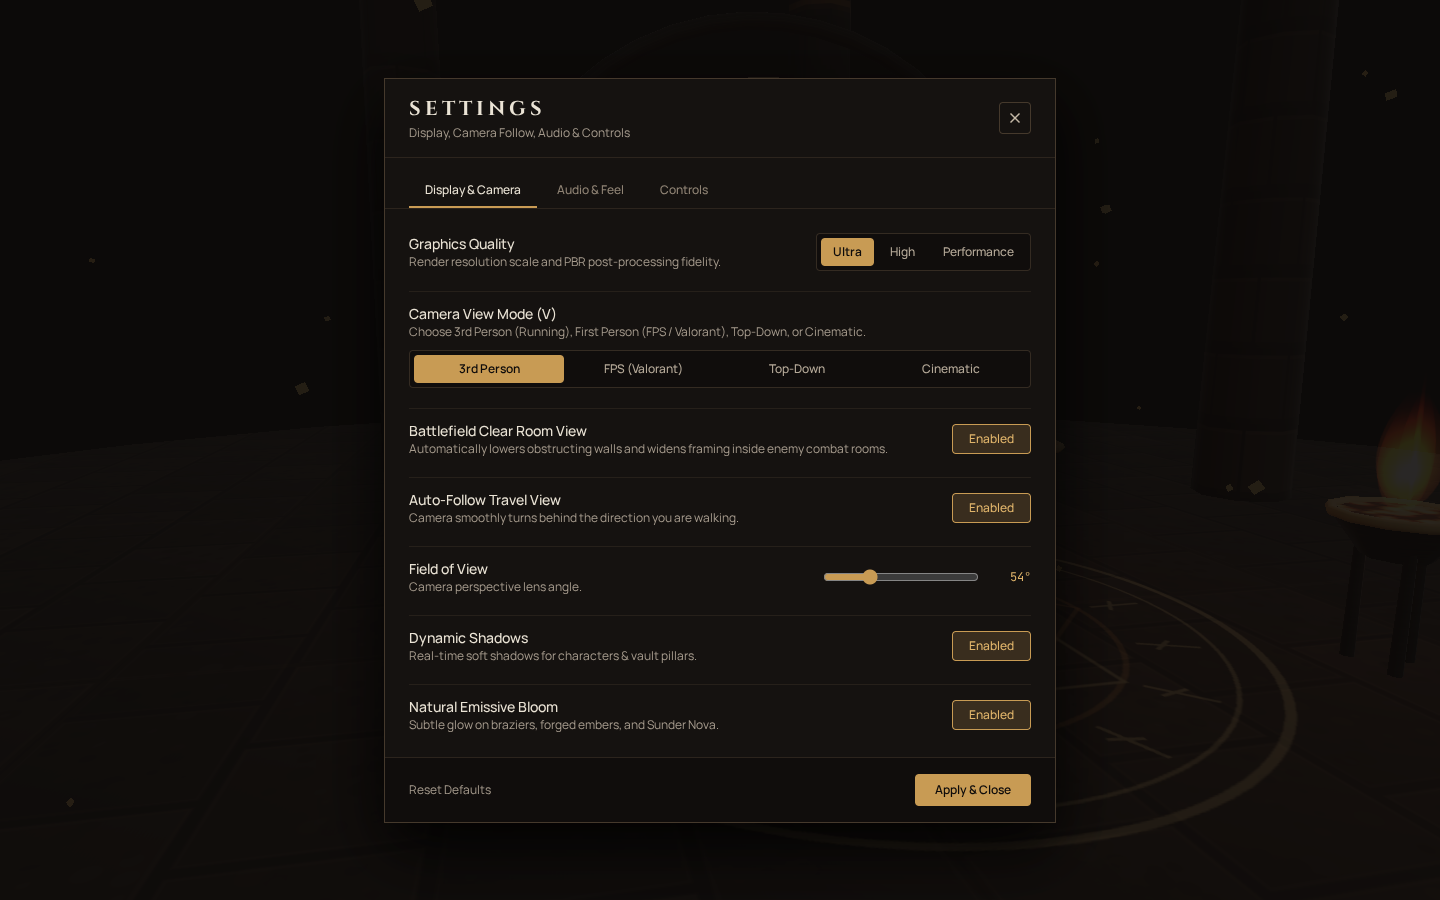 SETTINGS
Display, Camera Follow, Audio & Controls
Display & Camera
Audio & Feel
Controls
Graphics Quality
Render resolution scale and PBR post-processing fidelity.
Ultra
High
Performance
Camera View Mode (V)
Choose 3rd Person (Running), First Person (FPS / Valorant), Top-Down, or Cinematic.
3rd Person
FPS (Valorant)
Top-Down
Cinematic
Battlefield Clear Room View
Automatically lowers obstructing walls and widens framing inside enemy combat rooms.
Enabled
Auto-Follow Travel View
Camera smoothly turns behind the direction you are walking.
Enabled
Field of View
Camera perspective lens angle.
54°
Dynamic Shadows
Real-time soft shadows for characters & vault pillars.
Enabled
Natural Emissive Bloom
Subtle glow on braziers, forged embers, and Sunder Nova.
Enabled
Reset Defaults
Apply & Close